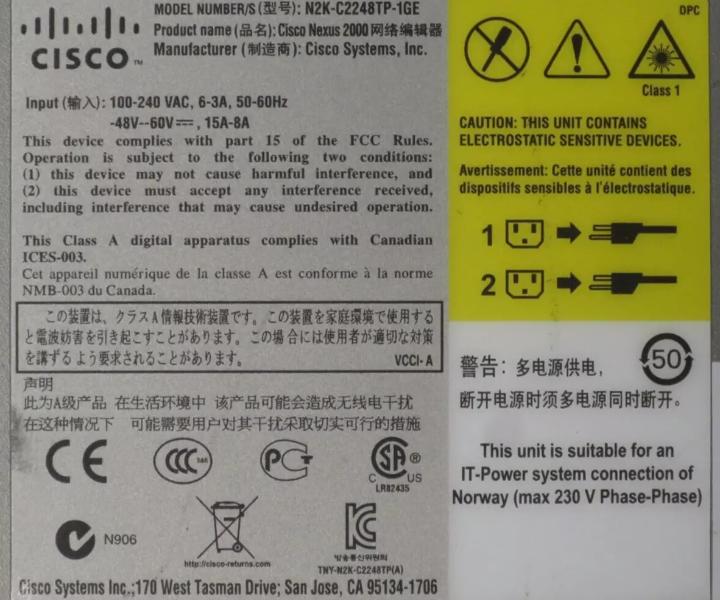 CISCO™
MODEL NUMBER/S (型号): N2K-C2248TP-1GE
Product name (品名): Cisco Nexus 2000 网络编辑器
Manufacturer (制造商): Cisco Systems, Inc.
Input (输入): 100-240 VAC, 6-3A, 50-60Hz
-48V--60V⎓, 15A-8A
This device complies with part 15 of the FCC Rules.
Operation is subject to the following two conditions:
(1) this device may not cause harmful interference, and
(2) this device must accept any interference received,
including interference that may cause undesired operation.
This Class A digital apparatus complies with Canadian
ICES-003.
Cet appareil numérique de la classe A est conforme à la norme
NMB-003 du Canada.
この装置は、クラスA情報技術装置です。この装置を家庭環境で使用する
と電波妨害を引き起こすことがあります。この場合には使用者が適切な対策
を講ずるよう要求されることがあります。 VCCI-A
声明
此为A级产品 在生活环境中 该产品可能会造成无线电干扰
在这种情况下 可能需要用户对其干扰采取切实可行的措施
CE
CCC
PCT
SA ®
C US
LR82435
N906
http://cisco-returns.com
방송통신위원회
TNY-N2K-C2248TP(A)
Cisco Systems Inc.;170 West Tasman Drive; San Jose, CA 95134-1706
DPC
Class 1
CAUTION: THIS UNIT CONTAINS
ELECTROSTATIC SENSITIVE DEVICES.
Avertissement: Cette unité contient des
dispositifs sensibles à l'électrostatique.
1
2
警告: 多电源供电,
50
断开电源时须多电源同时断开。
This unit is suitable for an
IT-Power system connection of
Norway (max 230 V Phase-Phase)